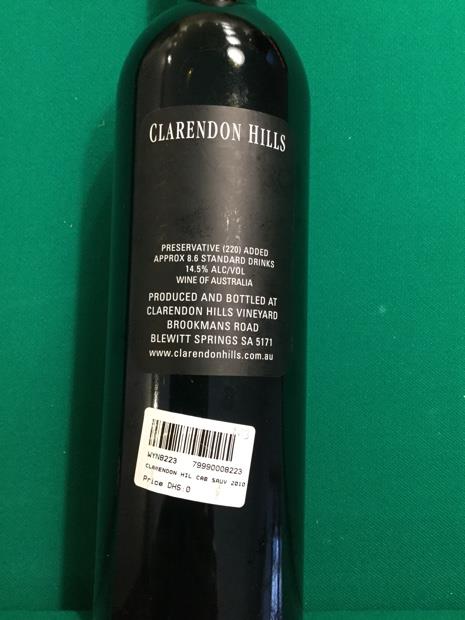 CLARENDON HILLS
PRESERVATIVE (220) ADDED
APPROX 8.6 STANDARD DRINKS
14.5% ALC/VOL
WINE OF AUSTRALIA
PRODUCED AND BOTTLED AT
CLARENDON HILLS VINEYARD
BROOKMANS ROAD
BLEWITT SPRINGS SA 5171
www.clarendonhills.com.au
WYN8223 79990008223
CLARENDON HIL.CAB SAUV 2010
Price DHS:0